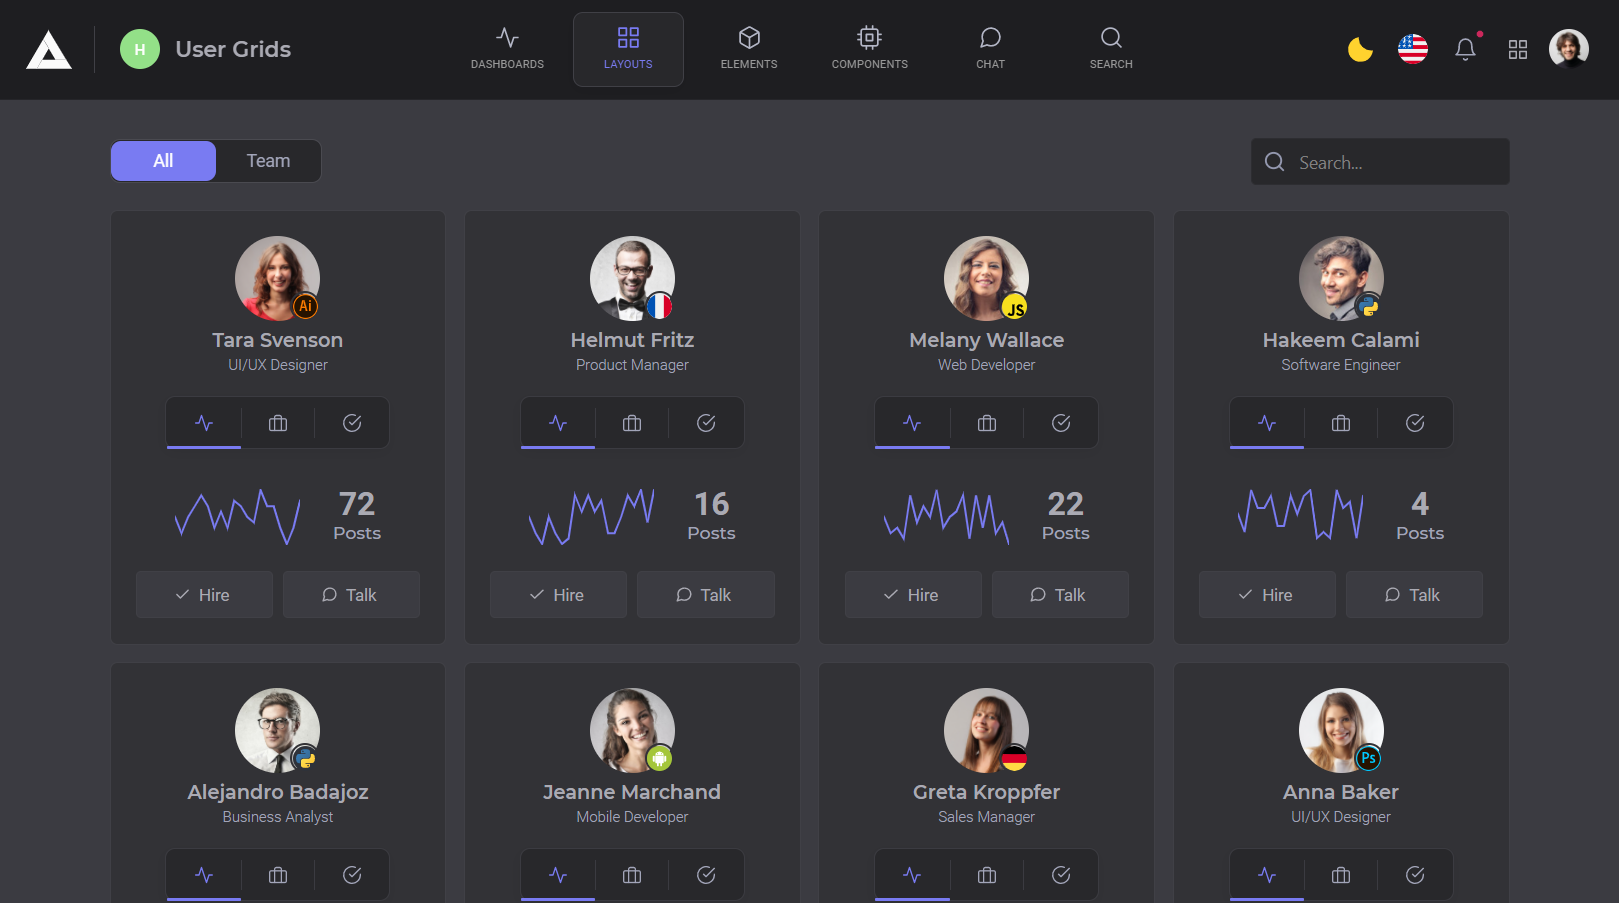 H
User Grids
DASHBOARDS
LAYOUTS
ELEMENTS
COMPONENTS
CHAT
SEARCH
All
Team
Search...
Ai
Tara Svenson
UI/UX Designer
72
Posts
Hire
Talk
Helmut Fritz
Product Manager
16
Posts
Hire
Talk
JS
Melany Wallace
Web Developer
22
Posts
Hire
Talk
Hakeem Calami
Software Engineer
4
Posts
Hire
Talk
Alejandro Badajoz
Business Analyst
Jeanne Marchand
Mobile Developer
Greta Kroppfer
Sales Manager
Ps
Anna Baker
UI/UX Designer